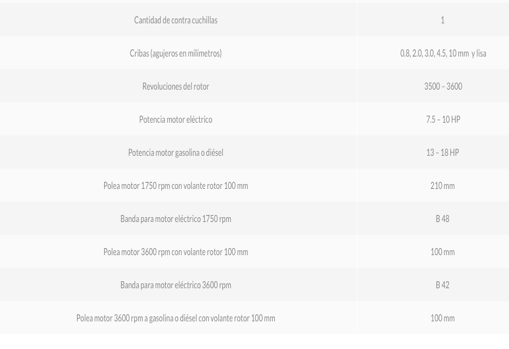 Cantidad de contra cuchillas 1
Cribas (agujeros en milímetros) 0.8, 2.0, 3.0, 4.5, 10 mm y lisa
Revoluciones del rotor 3500 - 3600
Potencia motor eléctrico 7.5 – 10 HP
Potencia motor gasolina o diésel 13 – 18 HP
Polea motor 1750 rpm con volante rotor 100 mm 210 mm
Banda para motor eléctrico 1750 rpm B 48
Polea motor 3600 rpm con volante rotor 100 mm 100 mm
Banda para motor eléctrico 3600 rpm B 42
Polea motor 3600 rpm a gasolina o diésel con volante rotor 100 mm 100 mm